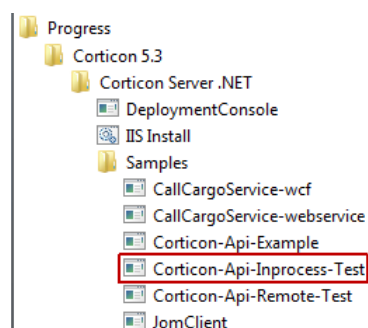 Progress
Corticon 5.3
Corticon Server .NET
DeploymentConsole
IIS Install
Samples
CallCargoService-wcf
CallCargoService-webservice
Corticon-Api-Example
Corticon-Api-Inprocess-Test
Corticon-Api-Remote-Test
JomClient